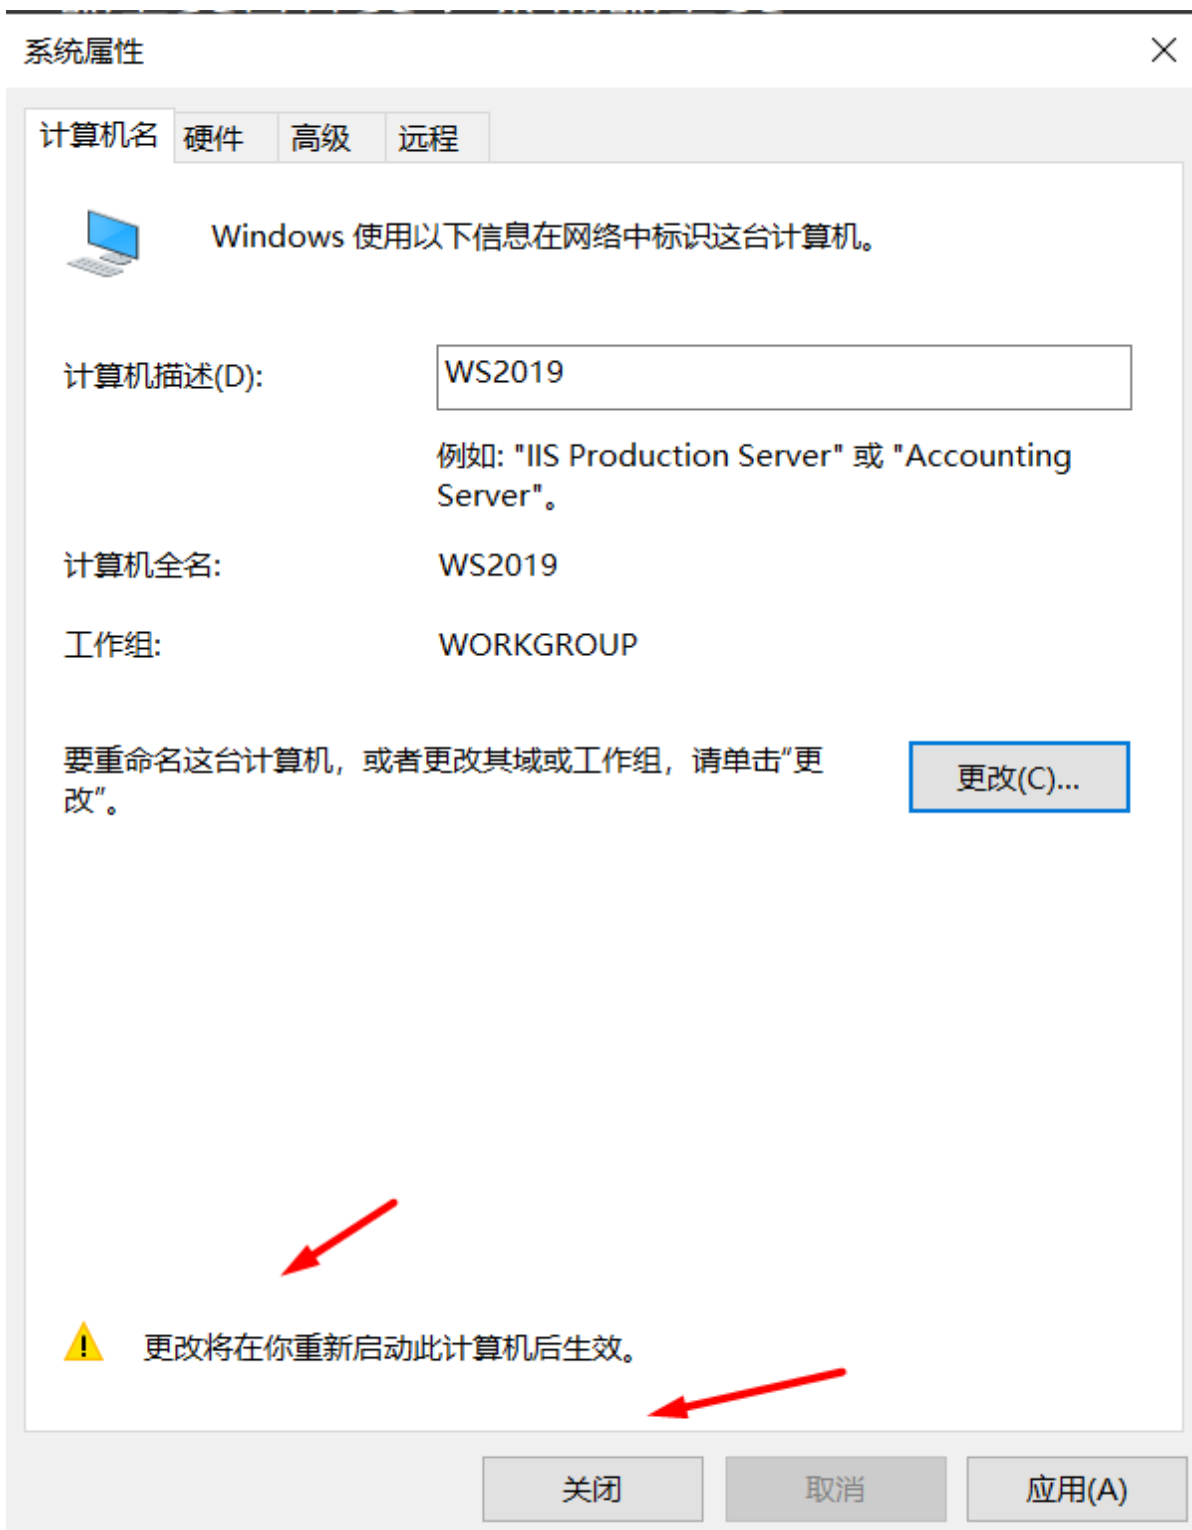 系统属性
计算机名 硬件 高级 远程
Windows 使用以下信息在网络中标识这台计算机。
计算机描述(D): WS2019
例如: "IIS Production Server" 或 "Accounting
Server"。
计算机全名: WS2019
工作组: WORKGROUP
要重命名这台计算机，或者更改其域或工作组，请单击"更
改"。
更改(C)...
更改将在你重新启动此计算机后生效。
关闭 取消 应用(A)